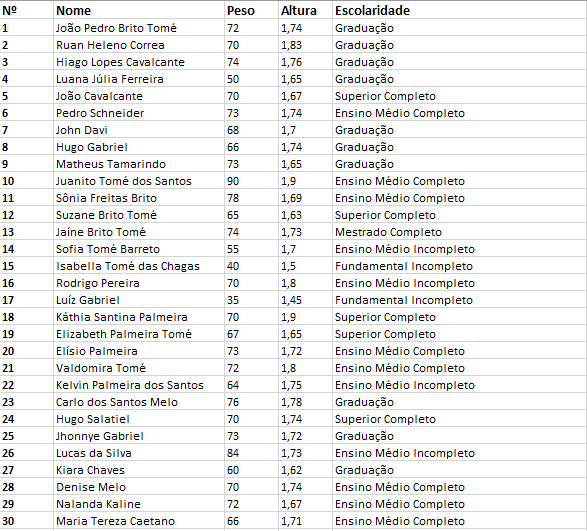 Nº Nome Peso Altura Escolaridade
1 João Pedro Brito Tomé 72 1,74 Graduação
2 Ruan Heleno Correa 70 1,83 Graduação
3 Hiago Lopes Cavalcante 74 1,76 Graduação
4 Luana Júlia Ferreira 50 1,65 Graduação
5 João Cavalcante 70 1,67 Superior Completo
6 Pedro Schneider 73 1,74 Ensino Médio Completo
7 John Davi 68 1,7 Graduação
8 Hugo Gabriel 66 1,74 Graduação
9 Matheus Tamarindo 73 1,65 Graduação
10 Juanito Tomé dos Santos 90 1,9 Ensino Médio Completo
11 Sônia Freitas Brito 78 1,69 Ensino Médio Completo
12 Suzane Brito Tomé 65 1,63 Superior Completo
13 Jaíne Brito Tomé 74 1,73 Mestrado Completo
14 Sofia Tomé Barreto 55 1,7 Ensino Médio Incompleto
15 Isabella Tomé das Chagas 40 1,5 Fundamental Incompleto
16 Rodrigo Pereira 70 1,8 Ensino Médio Completo
17 Luíz Gabriel 35 1,45 Fundamental Incompleto
18 Káthia Santina Palmeira 70 1,9 Superior Completo
19 Elizabeth Palmeira Tomé 67 1,65 Superior Completo
20 Elísio Palmeira 73 1,72 Ensino Médio Completo
21 Valdomira Tomé 72 1,8 Ensino Médio Completo
22 Kelvin Palmeira dos Santos 64 1,75 Ensino Médio Incompleto
23 Carlo dos Santos Melo 76 1,78 Graduação
24 Hugo Salatiel 70 1,74 Superior Completo
25 Jhonnye Gabriel 73 1,72 Graduação
26 Lucas da Silva 84 1,73 Ensino Médio Incompleto
27 Kiara Chaves 60 1,62 Graduação
28 Denise Melo 70 1,74 Ensino Médio Completo
29 Nalanda Kaline 72 1,67 Ensino Médio Completo
30 Maria Tereza Caetano 66 1,71 Ensino Médio Completo